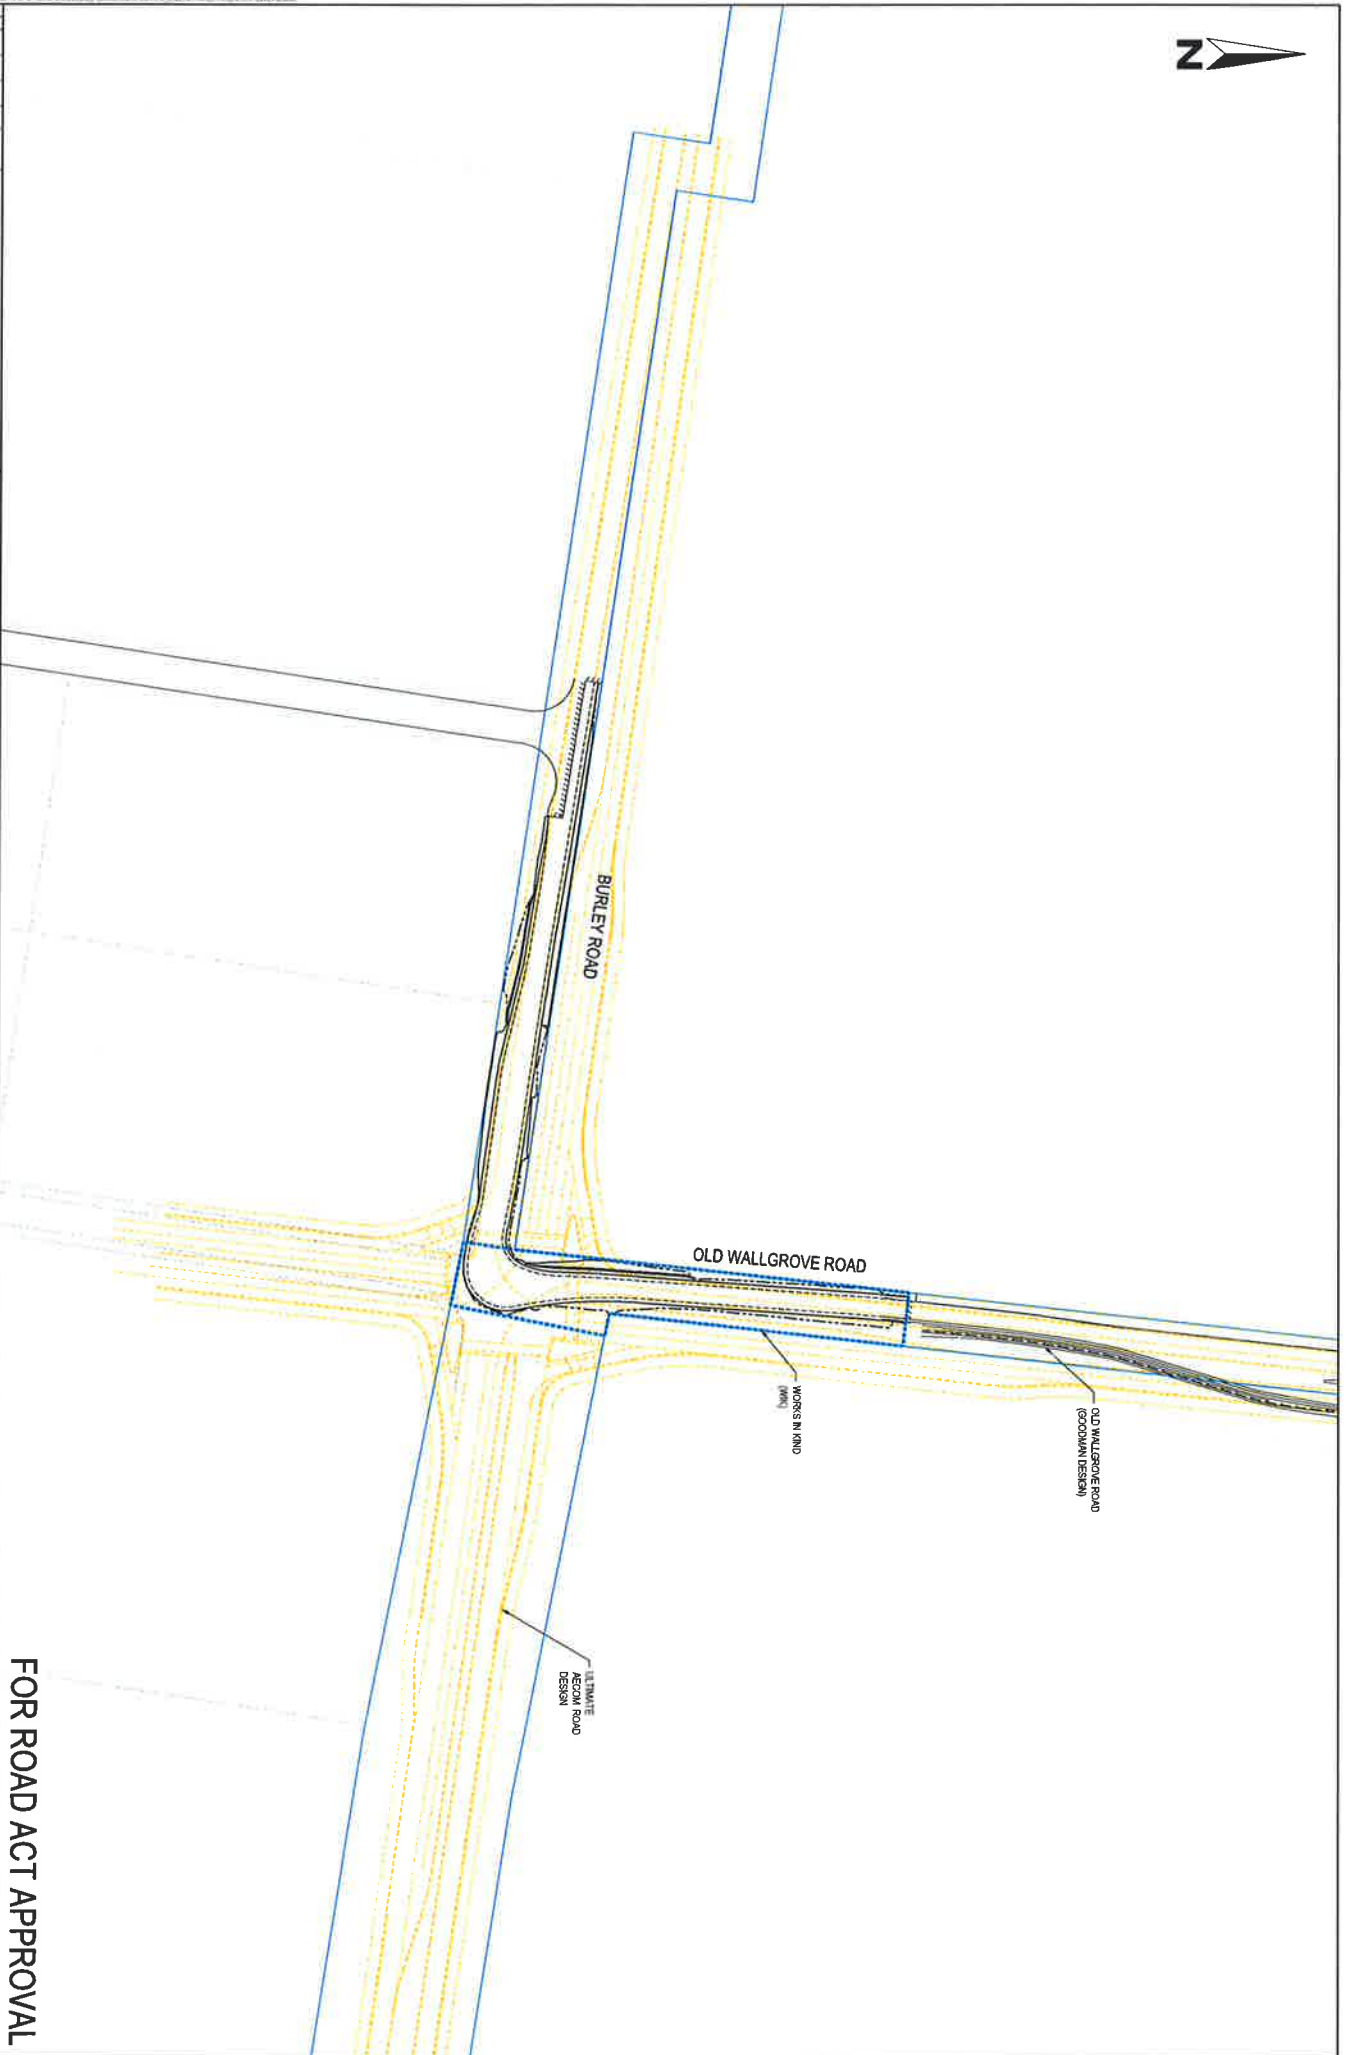 N
BURLEY ROAD
OLD WALLGROVE ROAD
OLD WALLGROVE ROAD
(GOODMAN DESIGN)
WORKS IN KIND
(WIK)
ULTIMATE
AECOM ROAD
DESIGN
FOR ROAD ACT APPROVAL